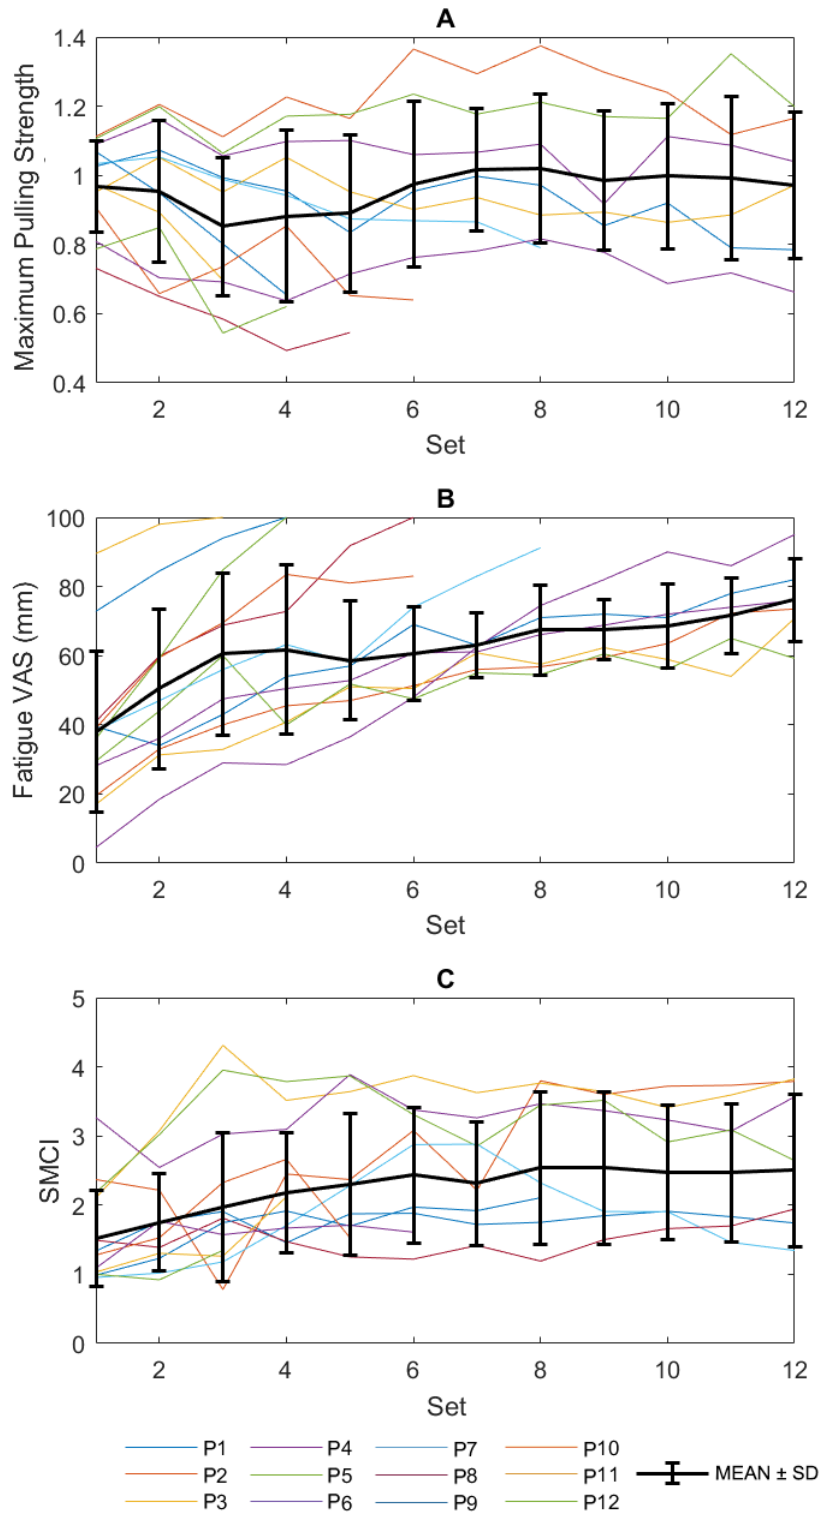 A
1.4
1.2
1
0.8
0.6
0.4
Maximum Pulling Strength
2 4 6 8 10 12
Set
B
100
80
60
40
20
0
Fatigue VAS (mm)
2 4 6 8 10 12
Set
C
5
4
3
2
1
0
SMCI
2 4 6 8 10 12
Set
P1 P4 P7 P10
P2 P5 P8 P11 MEAN ± SD
P3 P6 P9 P12